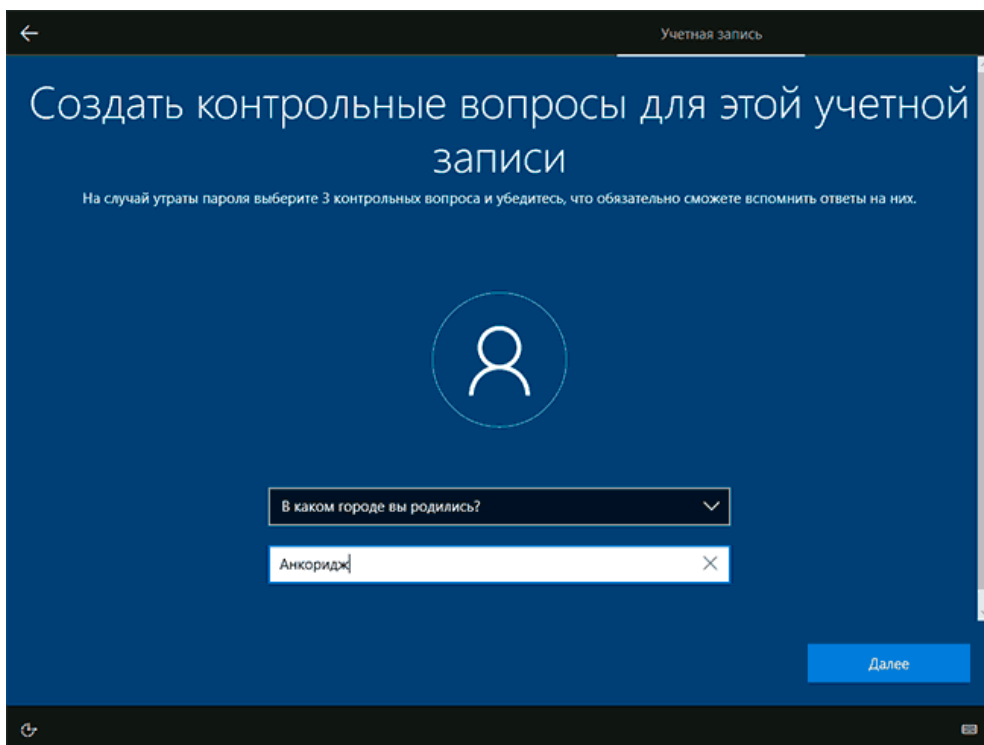 Учетная запись
Создать контрольные вопросы для этой учетной
записи
На случай утраты пароля выберите 3 контрольных вопроса и убедитесь, что обязательно сможете вспомнить ответы на них.
В каком городе вы родились?
Анкоридж
Далее